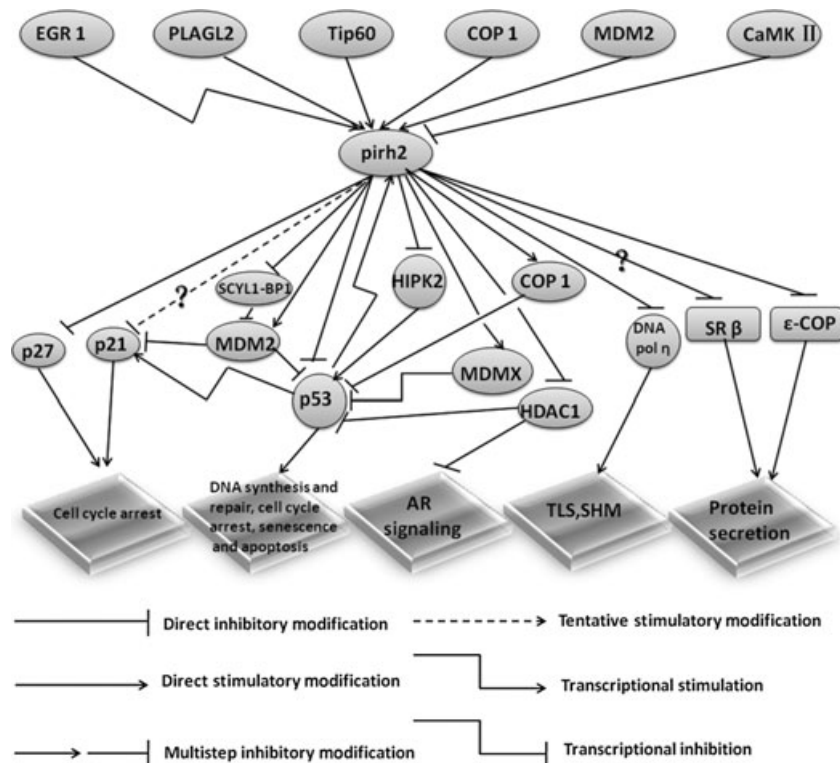 EGR 1
PLAGL2
Tip60
COP 1
MDM2
CaMK II
pirh2
?
?
SCYL1-BP1
HIPK2
COP 1
p27
p21
MDM2
DNA
pol η
SR β
ε-COP
p53
MDMX
HDAC1
Cell cycle arrest
DNA synthesis and
repair, cell cycle
arrest, senescence
and apoptosis
AR
signaling
TLS,SHM
Protein
secretion
Direct inhibitory modification
Tentative stimulatory modification
Direct stimulatory modification
Transcriptional stimulation
Multistep inhibitory modification
Transcriptional inhibition